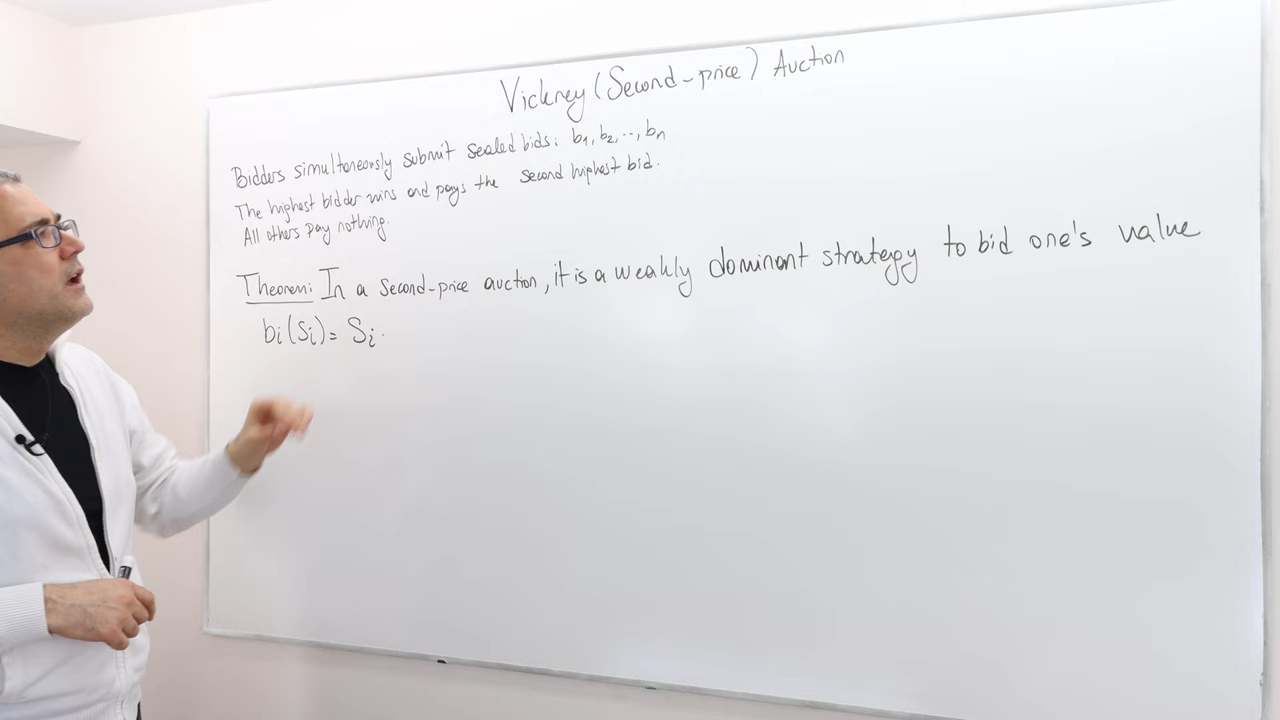 Vickrey (Second-price) Auction
Bidders simultaneously submit sealed bids: b₁, b₂, .., bₙ
The highest bidder wins and pays the second highest bid.
All others pay nothing.
Theorem: In a second-price auction, it is a weakly dominant strategy to bid one's value
bᵢ(Sᵢ) = Sᵢ.